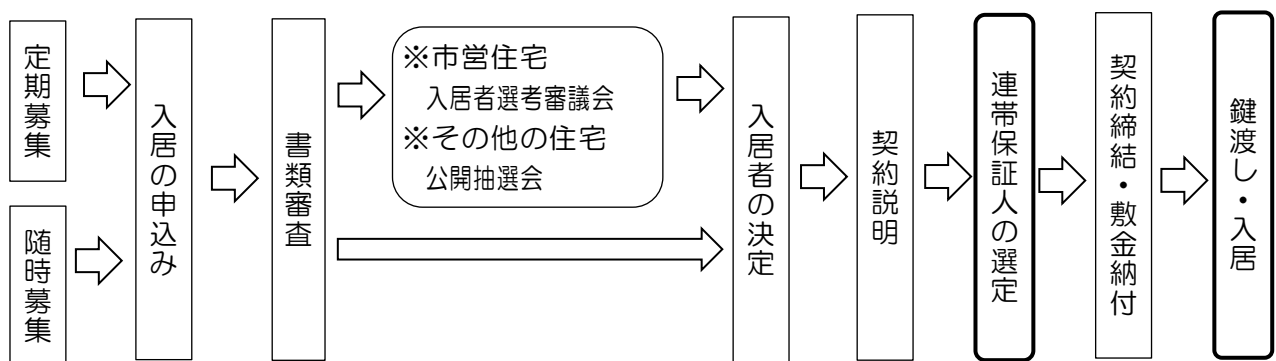 定期募集
随時募集
入居の申込み
書類審査
※市営住宅
入居者選考審議会
※その他の住宅
公開抽選会
入居者の決定
契約説明
連帯保証人の選定
契約締結・敷金納付
鍵渡し・入居